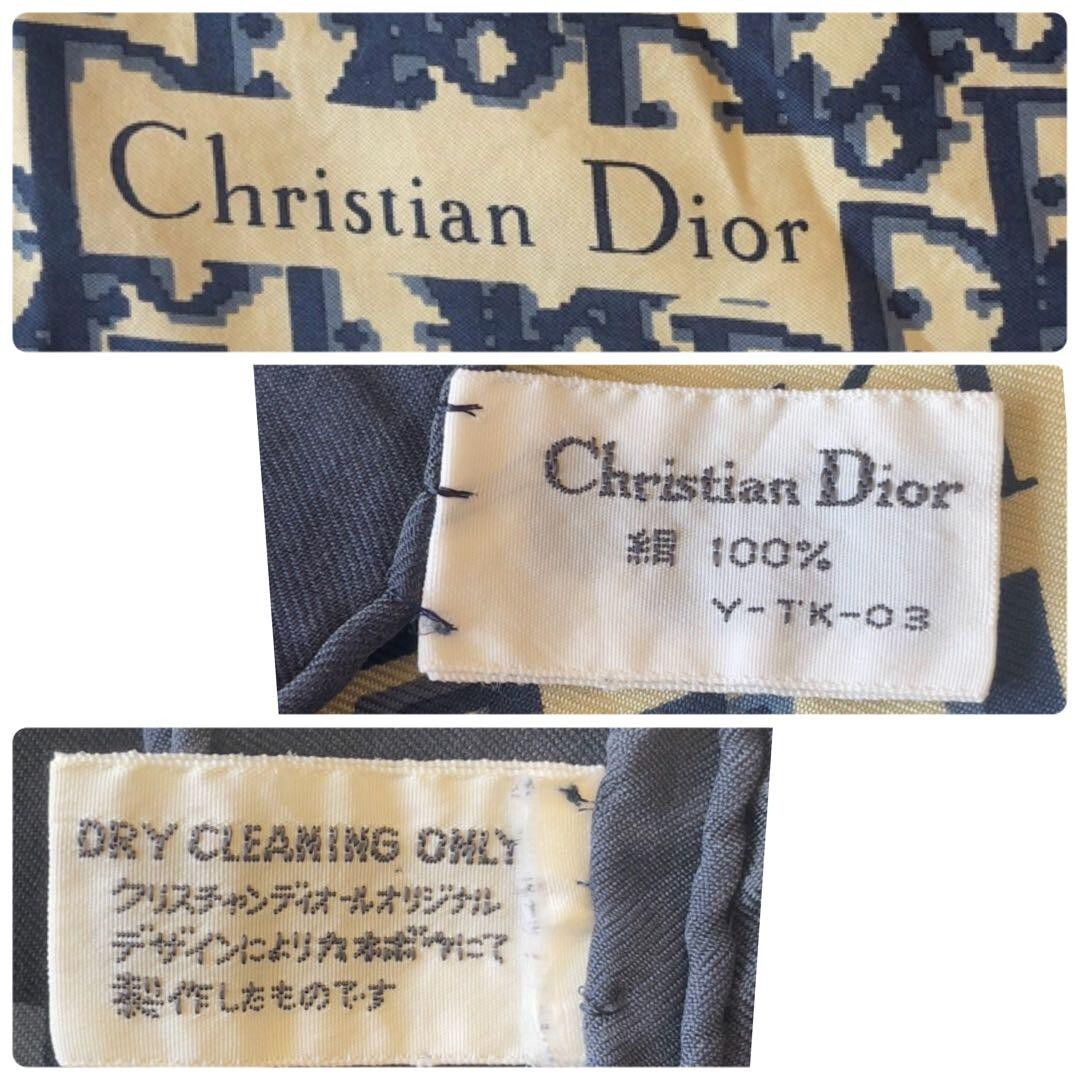 Christian Dior
Christian Dior
絹 100%
Y-TK-03
DRY CLEANING ONLY
クリスチャンディオールオリジナル
デザインにより丸本ボウにて
製作したものです